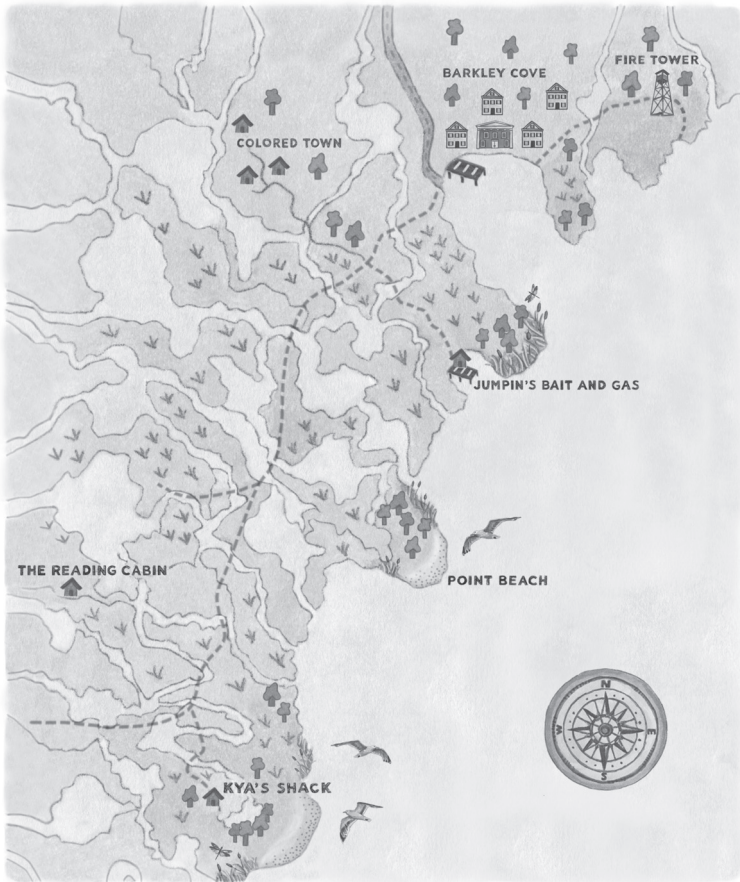 FIRE TOWER
BARKLEY COVE
COLORED TOWN
JUMPIN'S BAIT AND GAS
THE READING CABIN
POINT BEACH
N
W
E
S
KYA'S SHACK